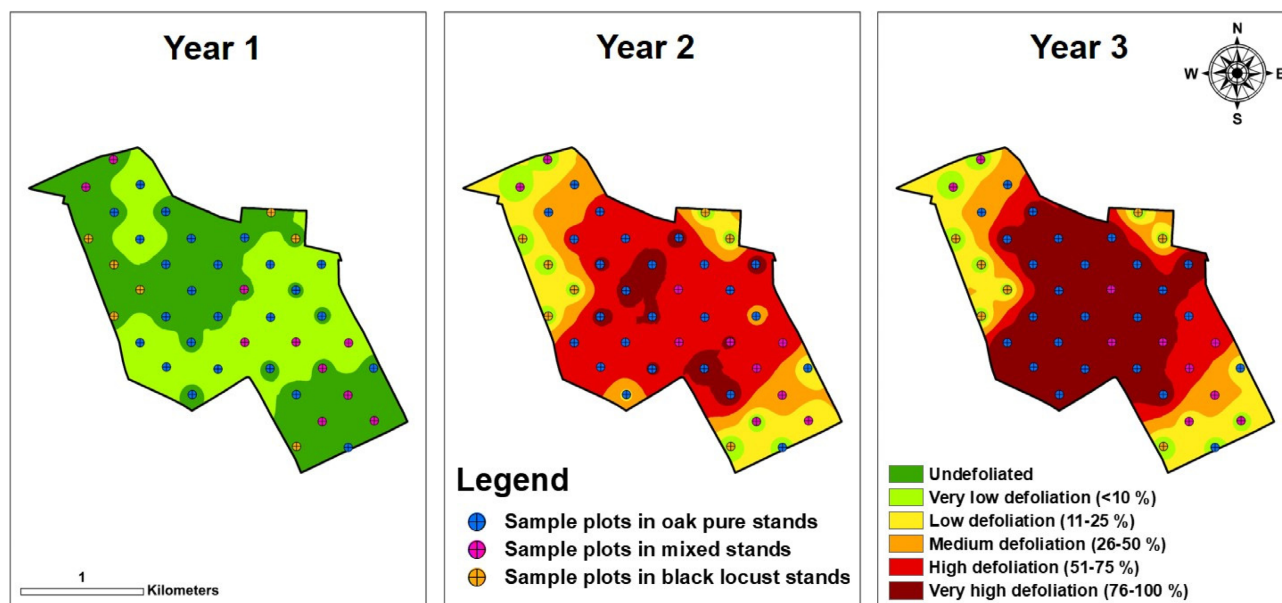 Year 1
Year 2
Year 3
N
W
E
S
Legend
Sample plots in oak pure stands
Sample plots in mixed stands
Sample plots in black locust stands
Undefoliated
Very low defoliation (<10 %)
Low defoliation (11-25 %)
Medium defoliation (26-50 %)
High defoliation (51-75 %)
Very high defoliation (76-100 %)
1
Kilometers